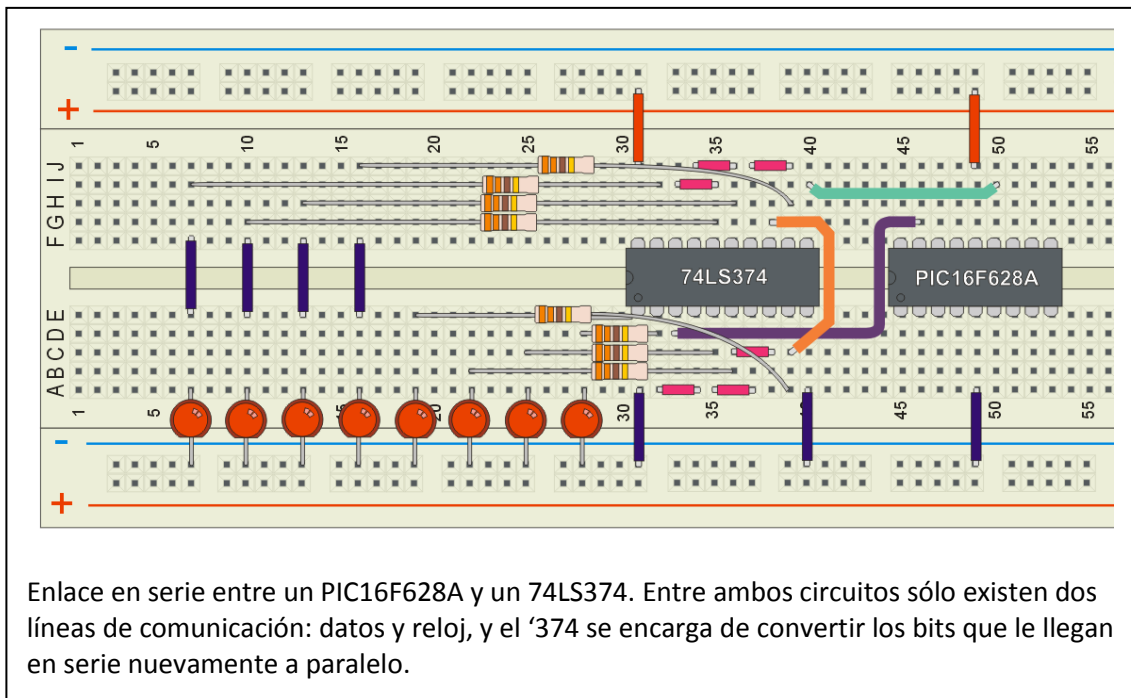 -
+
1 5 10 15 20 25 30 35 40 45 50 55
J
I
H
G
F
74LS374 PIC16F628A
E
D
C
B
A
1 5 15 20 30 35 40 45 50 55
-
+
Enlace en serie entre un PIC16F628A y un 74LS374. Entre ambos circuitos sólo existen dos
líneas de comunicación: datos y reloj, y el ‘374 se encarga de convertir los bits que le llegan
en serie nuevamente a paralelo.